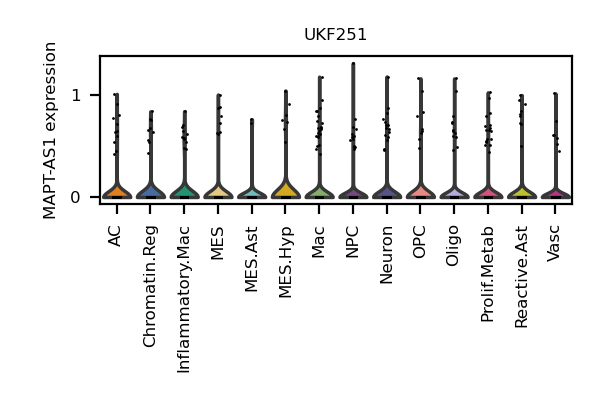 UKF251
MAPT-AS1 expression
1
0
AC
Chromatin.Reg
Inflammatory.Mac
MES
MES.Ast
MES.Hyp
Mac
NPC
Neuron
OPC
Oligo
Prolif.Metab
Reactive.Ast
Vasc